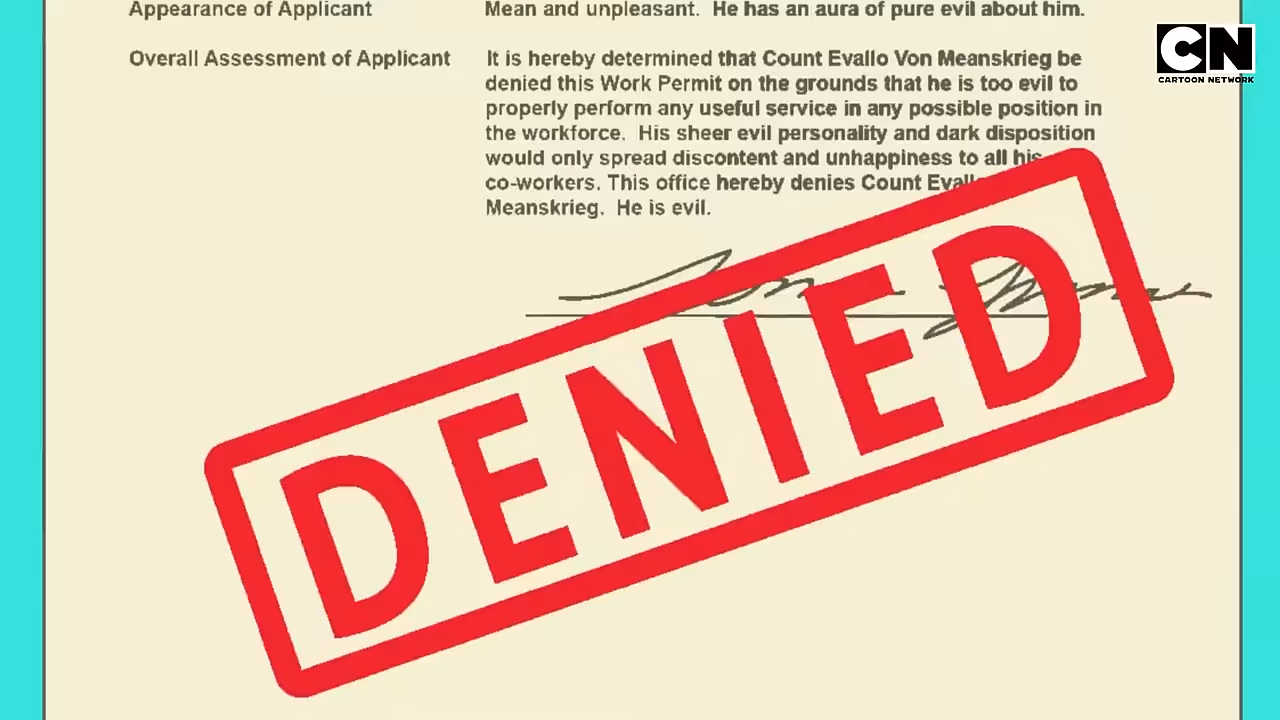 Appearance of Applicant Mean and unpleasant. He has an aura of pure evil about him.
CN
CARTOON NETWORK
Overall Assessment of Applicant It is hereby determined that Count Evallo Von Meanskrieg be
denied this Work Permit on the grounds that he is too evil to
properly perform any useful service in any possible position in
the workforce. His sheer evil personality and dark disposition
would only spread discontent and unhappiness to all his
co-workers. This office hereby denies Count Evallo
Meanskrieg. He is evil.
DENIED